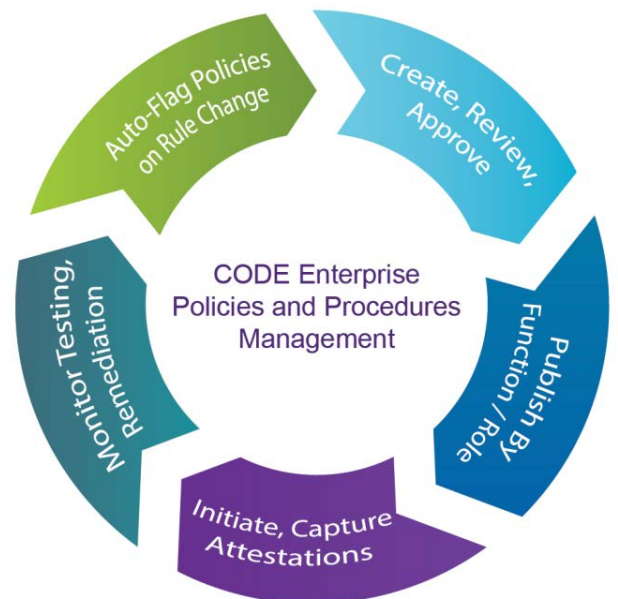 Auto-Flag Policies
on Rule Change
Create, Review,
Approve
CODE Enterprise
Policies and Procedures
Management
Publish By
Function / Role
Initiate, Capture
Attestations
Monitor Testing,
Remediation